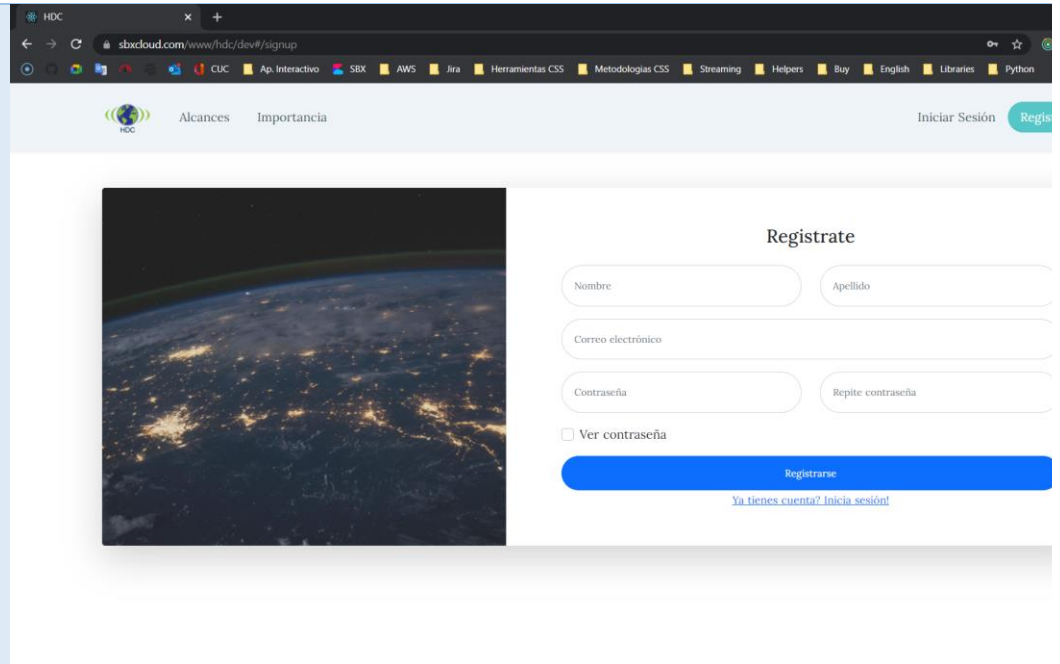 HDC
sbxcloud.com/www/hdc/dev#/signup
CUC Ap. Interactivo SBX AWS Jira Herramientas CSS Metodologias CSS Streaming Helpers Buy English Libraries Python
HDC Alcances Importancia Iniciar Sesión Regist
Registrate
Nombre Apellido
Correo electrónico
Contraseña Repite contraseña
Ver contraseña
Registrarse
Ya tienes cuenta? Inicia sesión!